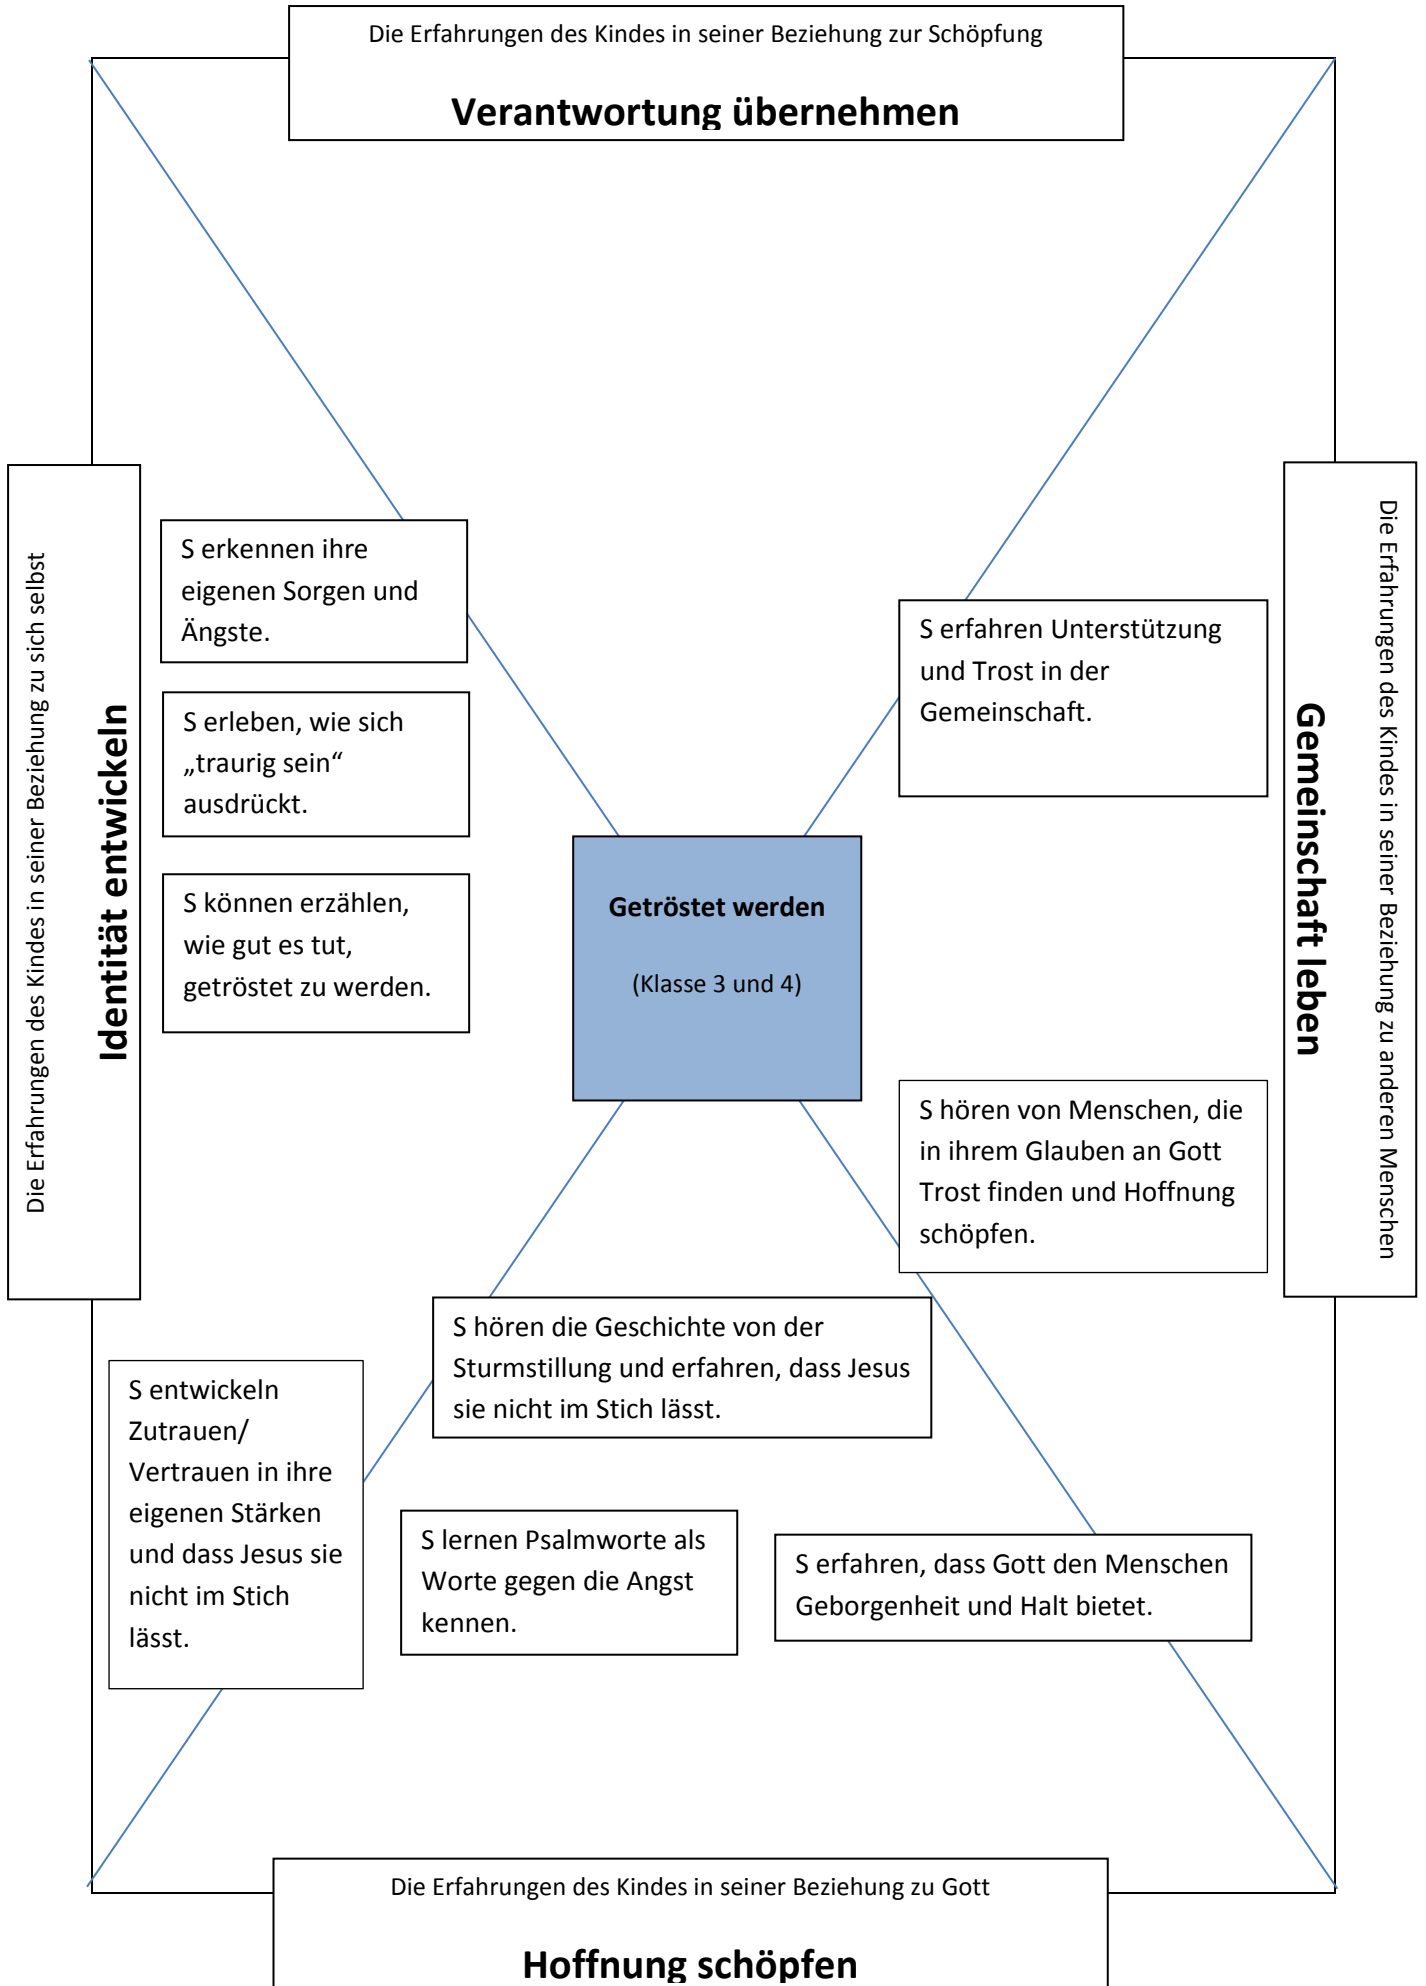 Die Erfahrungen des Kindes in seiner Beziehung zur Schöpfung
Verantwortung übernehmen
Die Erfahrungen des Kindes in seiner Beziehung zu sich selbst
Identität entwickeln
S erkennen ihre
eigenen Sorgen und
Ängste.
S erleben, wie sich
„traurig sein“
ausdrückt.
S können erzählen,
wie gut es tut,
getröstet zu werden.
Getröstet werden
(Klasse 3 und 4)
S erfahren Unterstützung
und Trost in der
Gemeinschaft.
Gemeinschaft leben
Die Erfahrungen des Kindes in seiner Beziehung zu anderen Menschen
S hören von Menschen, die
in ihrem Glauben an Gott
Trost finden und Hoffnung
schöpfen.
S hören die Geschichte von der
Sturmstillung und erfahren, dass Jesus
sie nicht im Stich lässt.
S entwickeln
Zutrauen/
Vertrauen in ihre
eigenen Stärken
und dass Jesus sie
nicht im Stich
lässt.
S lernen Psalmworte als
Worte gegen die Angst
kennen.
S erfahren, dass Gott den Menschen
Geborgenheit und Halt bietet.
Die Erfahrungen des Kindes in seiner Beziehung zu Gott
Hoffnung schöpfen